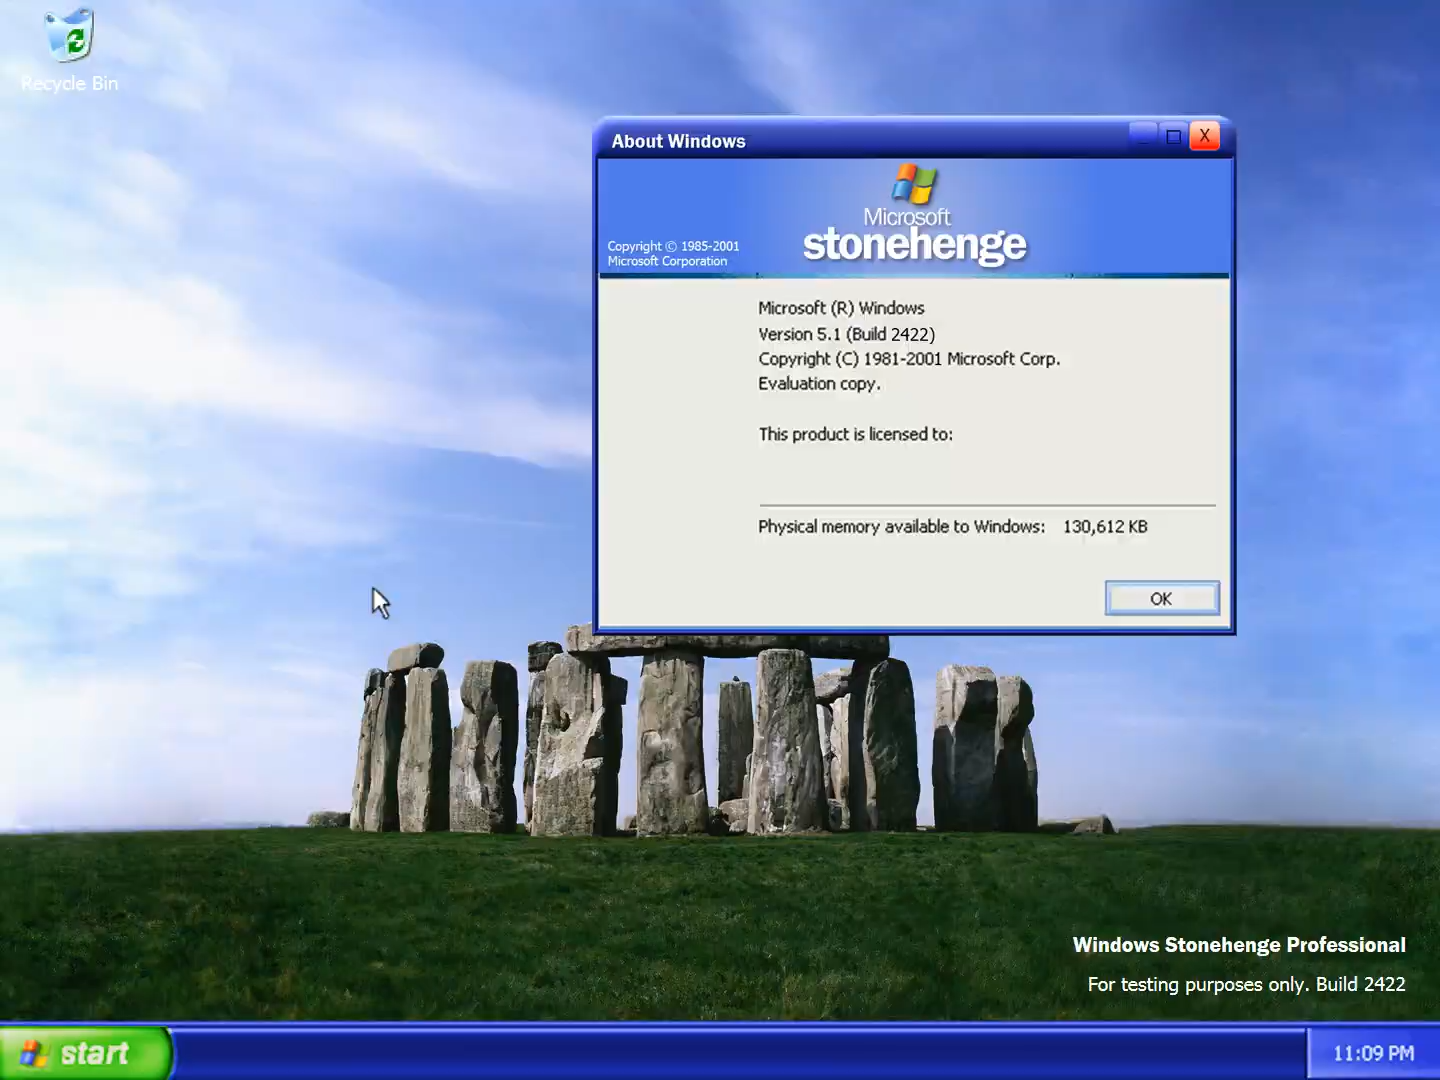 Recycle Bin
About Windows
X
Microsoft
stonehenge
Copyright © 1985-2001
Microsoft Corporation
Microsoft (R) Windows
Version 5.1 (Build 2422)
Copyright (C) 1981-2001 Microsoft Corp.
Evaluation copy.
This product is licensed to:
Physical memory available to Windows: 130,612 KB
OK
Windows Stonehenge Professional
For testing purposes only. Build 2422
start
11:09 PM